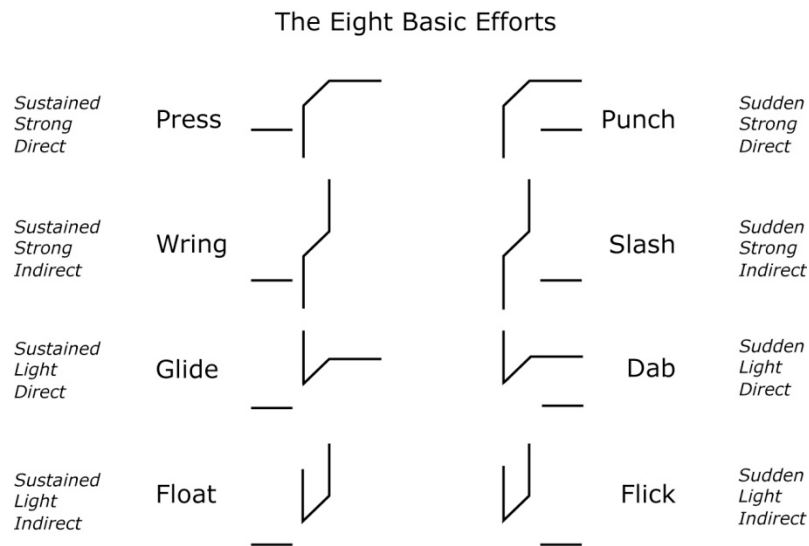 The Eight Basic Efforts
Sustained
Strong
Direct
Press
Punch
Sudden
Strong
Direct
Sustained
Strong
Indirect
Wring
Slash
Sudden
Strong
Indirect
Sustained
Light
Direct
Glide
Dab
Sudden
Light
Direct
Sustained
Light
Indirect
Float
Flick
Sudden
Light
Indirect